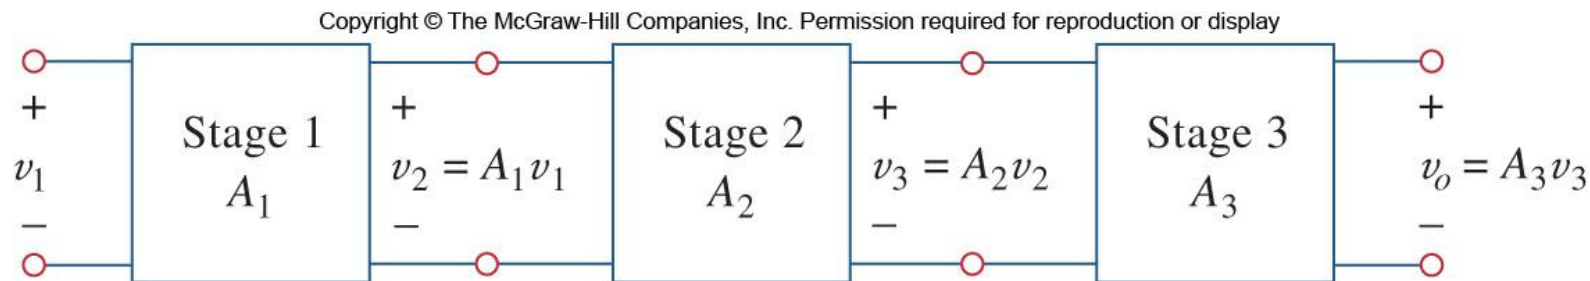 Copyright © The McGraw-Hill Companies, Inc. Permission required for reproduction or display
+
v₁
−
Stage 1
A₁
+
v₂ = A₁v₁
−
Stage 2
A₂
+
v₃ = A₂v₂
−
Stage 3
A₃
+
vₒ = A₃v₃
−